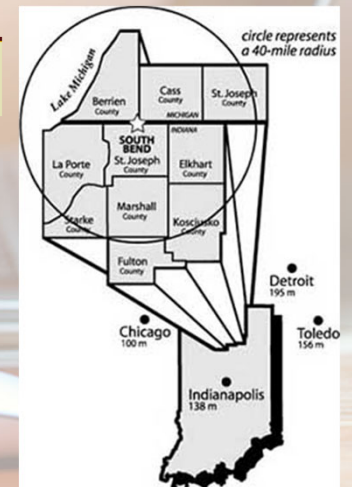 circle represents
a 40-mile radius
Lake Michigan
Berrien
County
Cass
County
St. Joseph
County
MICHIGAN
INDIANA
SOUTH
BEND
St. Joseph
County
La Porte
County
Elkhart
County
Starke
County
Marshall
County
Kosciusko
County
Fulton
County
Detroit
195 m
Chicago
100 m
Toledo
156 m
Indianapolis
138 m